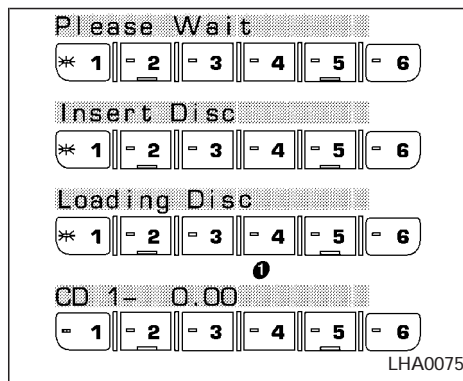 Please Wait
1 - 2 - 3 - 4 - 5 - 6
Insert Disc
1 - 2 - 3 - 4 - 5 - 6
Loading Disc
1 - 2 - 3 - 4 - 5 - 6
1
CD 1- 0.00
- 1 - 2 - 3 - 4 - 5 - 6
LHA0075